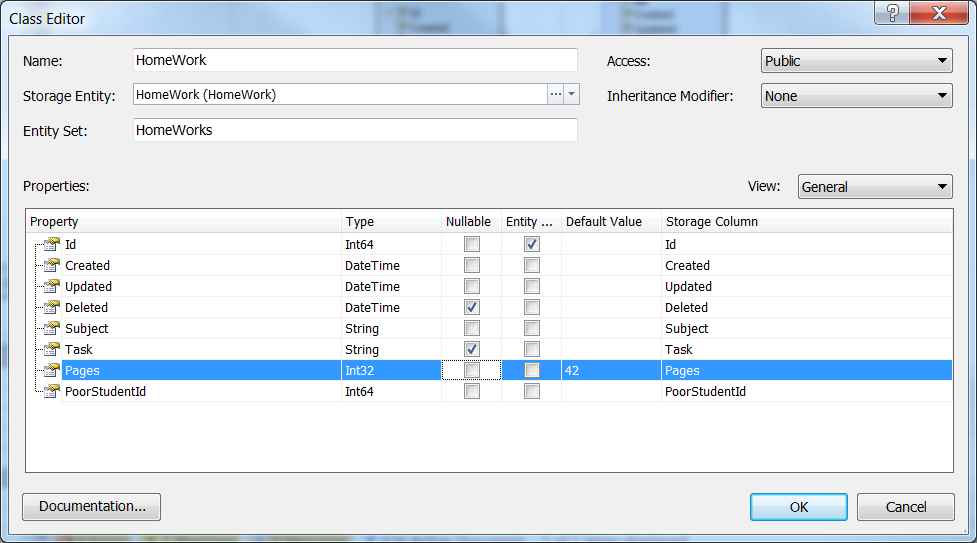 Class Editor
Name: HomeWork Access: Public
Storage Entity: HomeWork (HomeWork) ... Inheritance Modifier: None
Entity Set: HomeWorks
Properties: View: General
Property Type Nullable Entity ... Default Value Storage Column
Id Int64 Id
Created DateTime Created
Updated DateTime Updated
Deleted DateTime Deleted
Subject String Subject
Task String Task
Pages Int32 42 Pages
PoorStudentId Int64 PoorStudentId
Documentation... OK Cancel